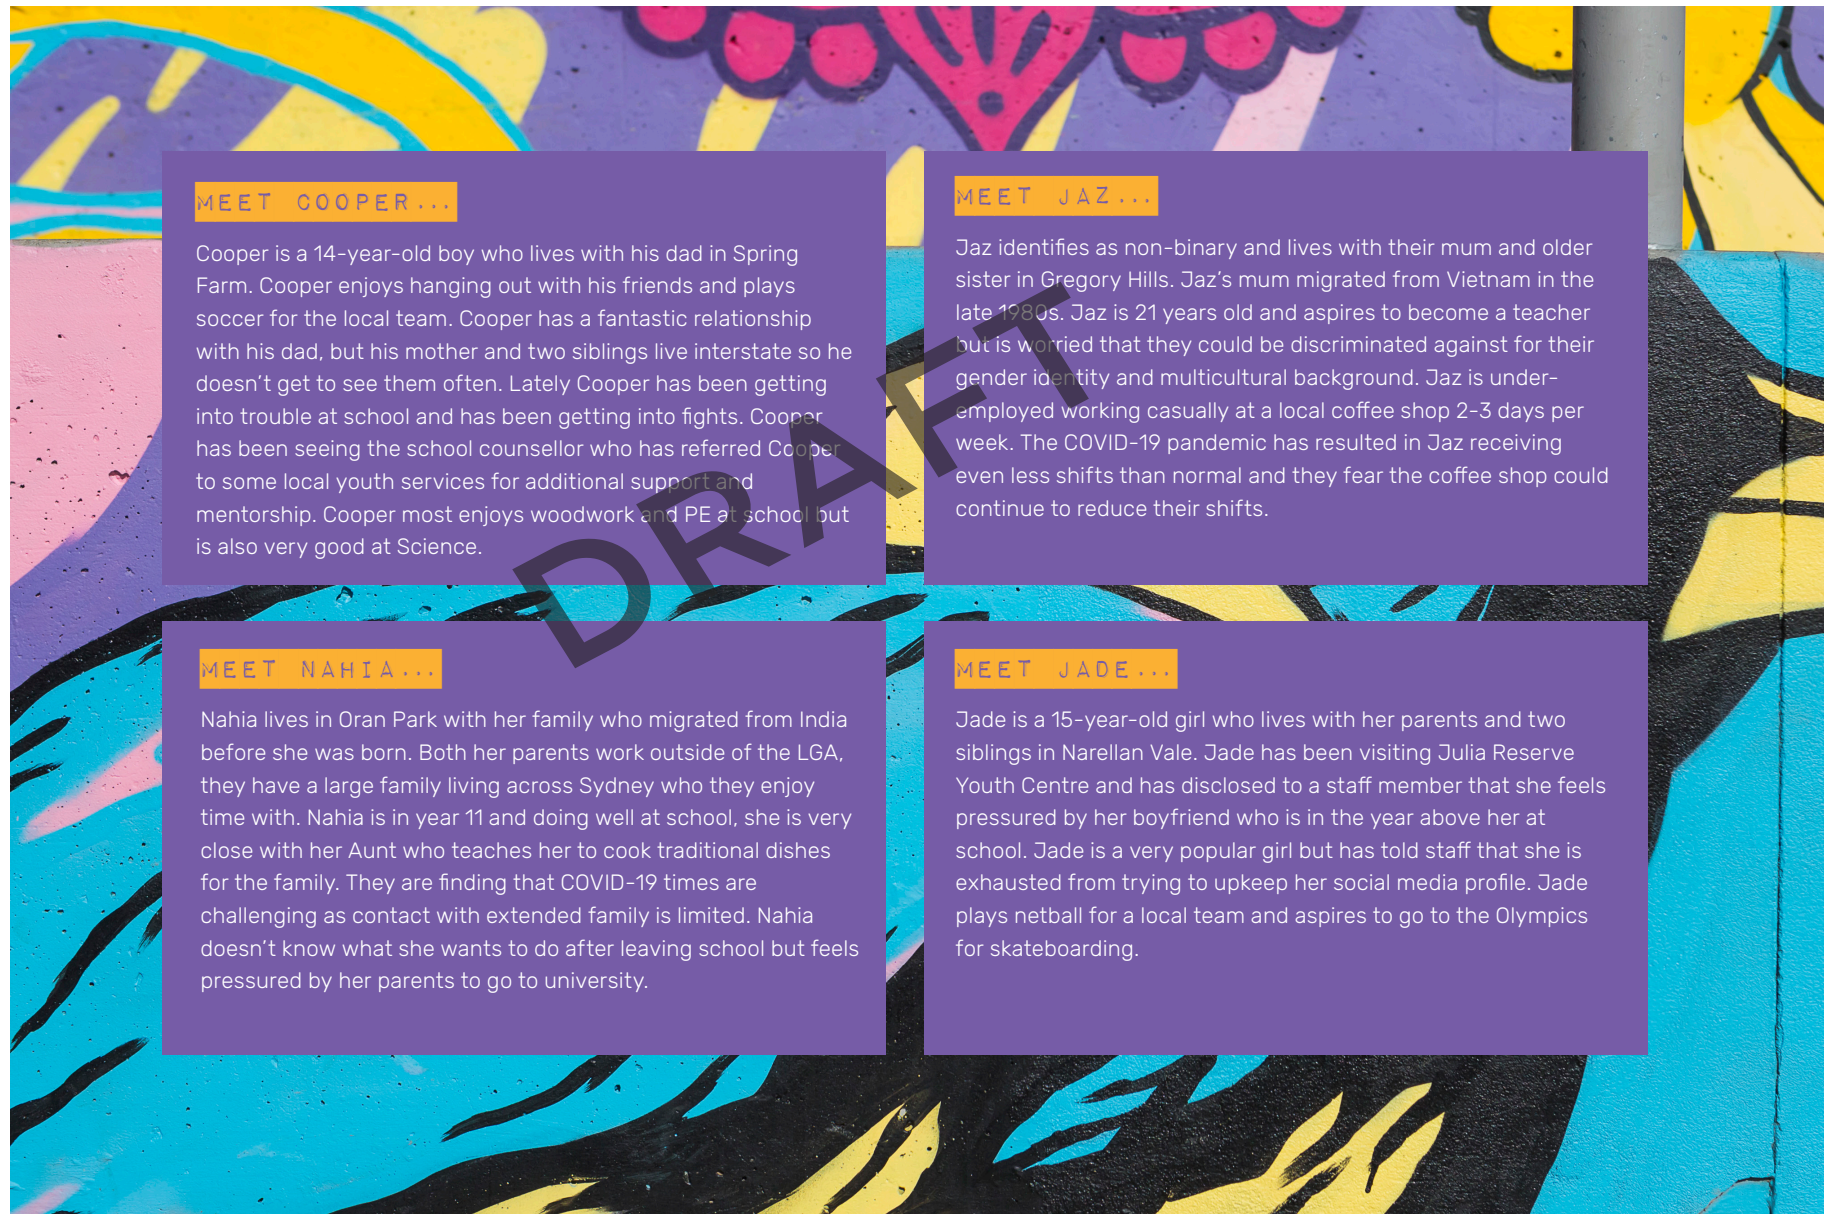 MEET COOPER...
Cooper is a 14-year-old boy who lives with his dad in Spring
Farm. Cooper enjoys hanging out with his friends and plays
soccer for the local team. Cooper has a fantastic relationship
with his dad, but his mother and two siblings live interstate so he
doesn't get to see them often. Lately Cooper has been getting
into trouble at school and has been getting into fights. Cooper
has been seeing the school counsellor who has referred Cooper
to some local youth services for additional support and
mentorship. Cooper most enjoys woodwork and PE at school but
is also very good at Science.
MEET JAZ...
Jaz identifies as non-binary and lives with their mum and older
sister in Gregory Hills. Jaz's mum migrated from Vietnam in the
late 1980s. Jaz is 21 years old and aspires to become a teacher
but is worried that they could be discriminated against for their
gender identity and multicultural background. Jaz is under-
employed working casually at a local coffee shop 2-3 days per
week. The COVID-19 pandemic has resulted in Jaz receiving
even less shifts than normal and they fear the coffee shop could
continue to reduce their shifts.
DRAFT
MEET NAHIA...
Nahia lives in Oran Park with her family who migrated from India
before she was born. Both her parents work outside of the LGA,
they have a large family living across Sydney who they enjoy
time with. Nahia is in year 11 and doing well at school, she is very
close with her Aunt who teaches her to cook traditional dishes
for the family. They are finding that COVID-19 times are
challenging as contact with extended family is limited. Nahia
doesn't know what she wants to do after leaving school but feels
pressured by her parents to go to university.
MEET JADE...
Jade is a 15-year-old girl who lives with her parents and two
siblings in Narellan Vale. Jade has been visiting Julia Reserve
Youth Centre and has disclosed to a staff member that she feels
pressured by her boyfriend who is in the year above her at
school. Jade is a very popular girl but has told staff that she is
exhausted from trying to upkeep her social media profile. Jade
plays netball for a local team and aspires to go to the Olympics
for skateboarding.